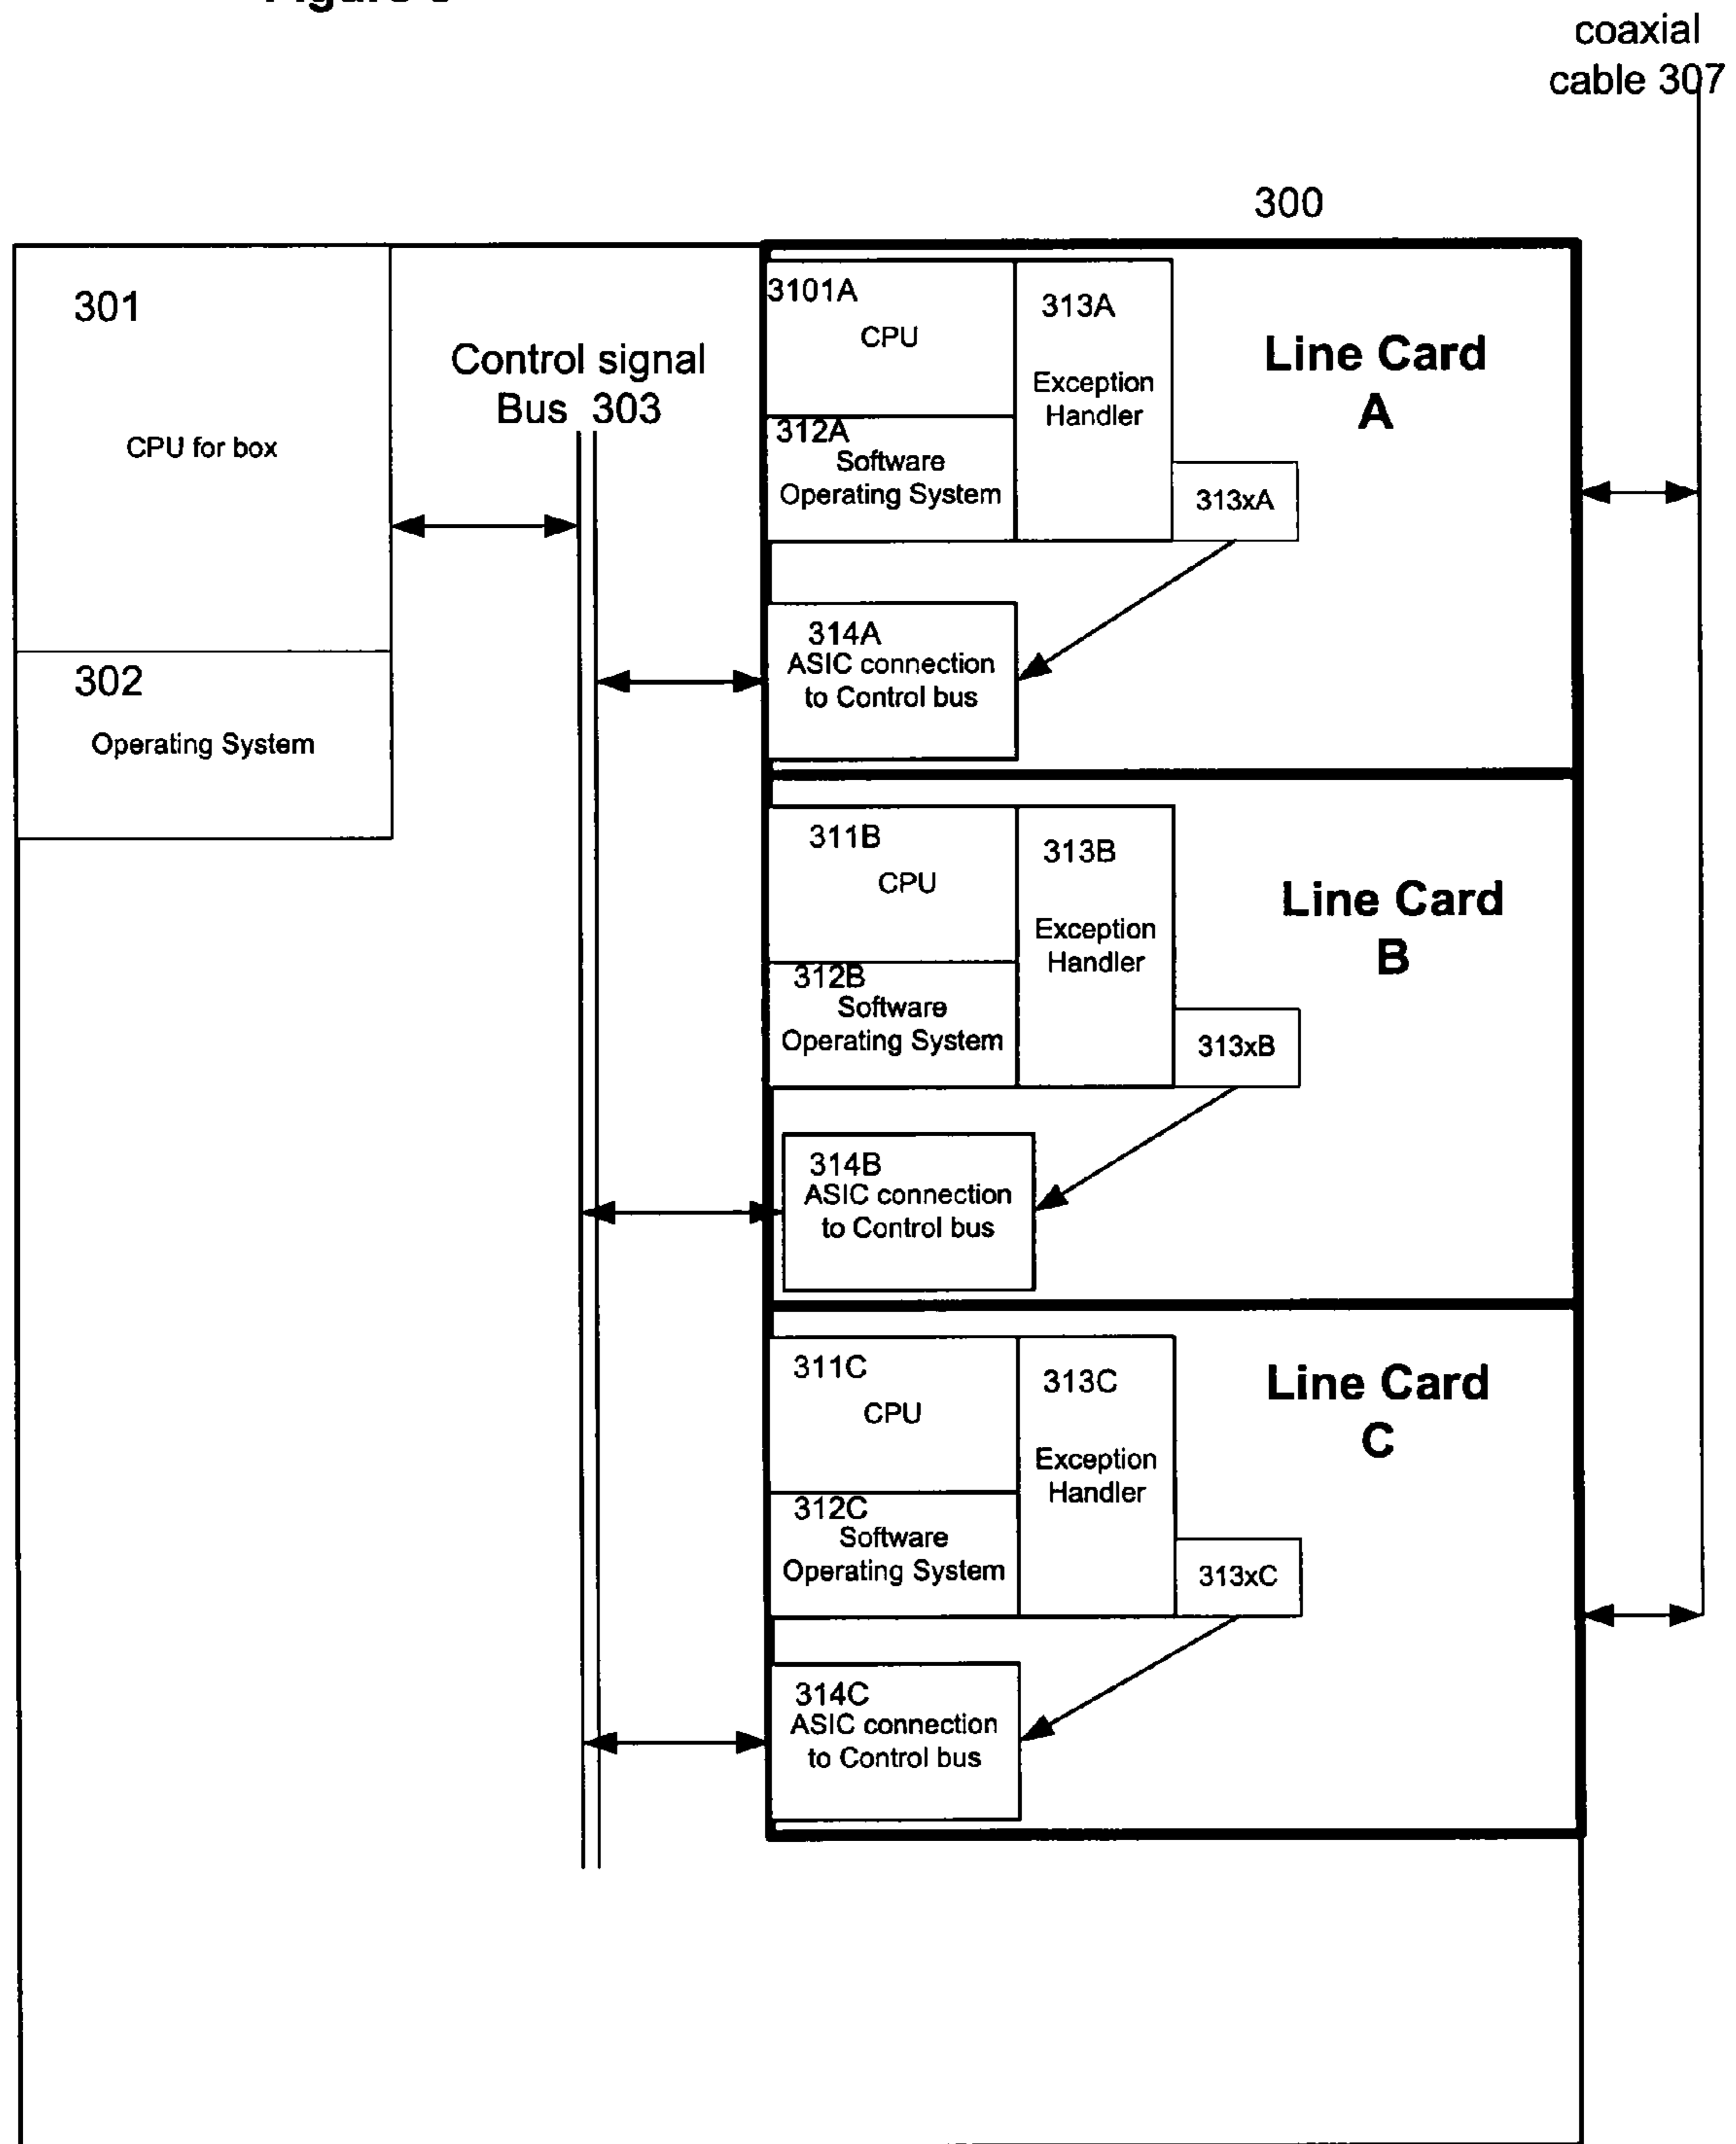 coaxial
cable 307
300
301
CPU for box
Control signal
Bus 303
302
Operating System
3101A
CPU
313A
Exception
Handler
Line Card
A
312A
Software
Operating System
313xA
314A
ASIC connection
to Control bus
311B
CPU
313B
Exception
Handler
Line Card
B
312B
Software
Operating System
313xB
314B
ASIC connection
to Control bus
311C
CPU
313C
Exception
Handler
Line Card
C
312C
Software
Operating System
313xC
314C
ASIC connection
to Control bus